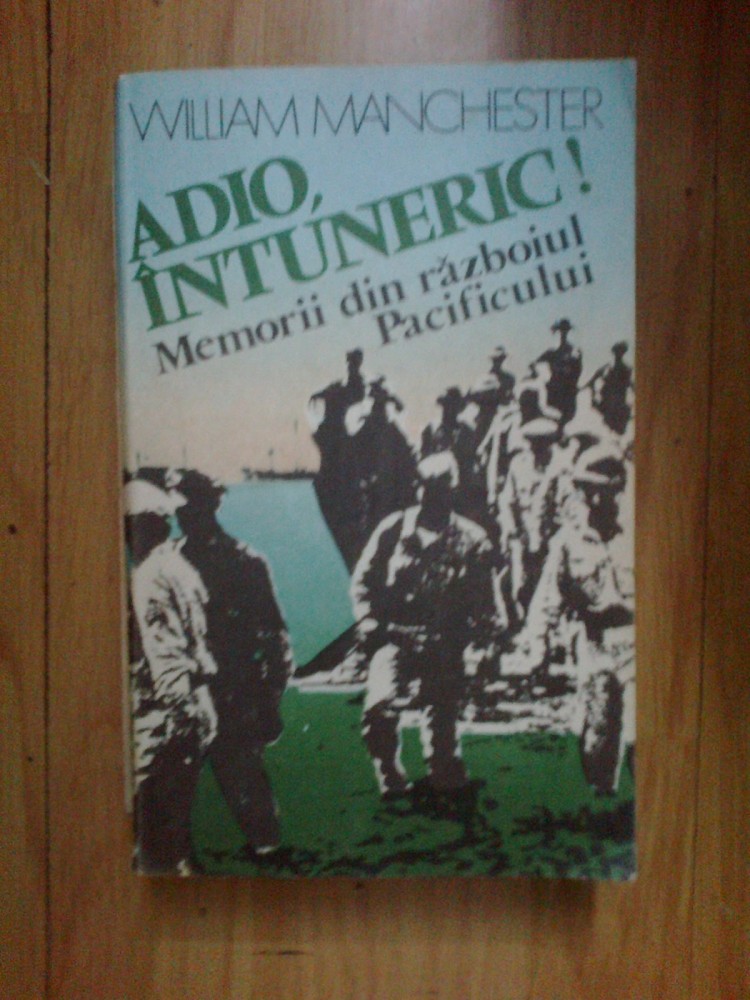 WILLIAM MANCHESTER
ADIO,
ÎNTUNERIC!
Memorii din războiul
Pacificului